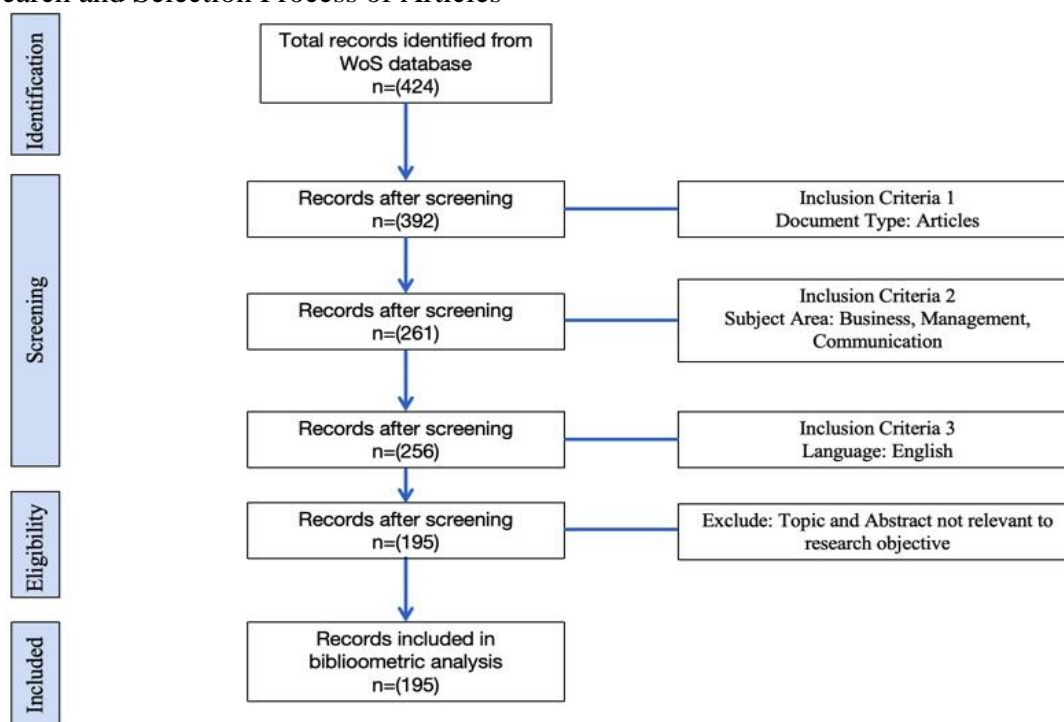 earch and Selection Process of Articles
Identification
Total records identified from
WoS database
n=(424)
Screening
Records after screening
n=(392)
Inclusion Criteria 1
Document Type: Articles
Records after screening
n=(261)
Inclusion Criteria 2
Subject Area: Business, Management,
Communication
Records after screening
n=(256)
Inclusion Criteria 3
Language: English
Eligibility
Records after screening
n=(195)
Exclude: Topic and Abstract not relevant to
research objective
Included
Records included in
biblioometric analysis
n=(195)